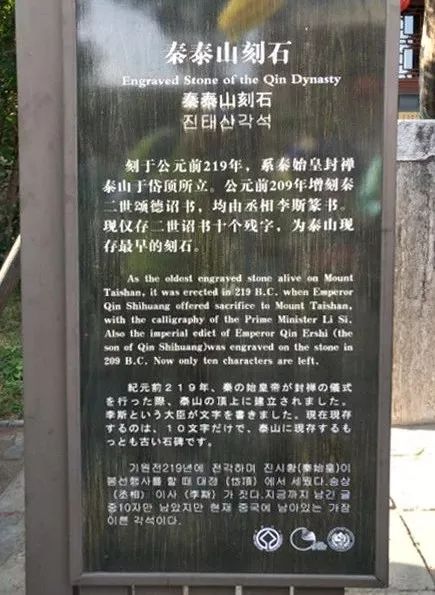 秦泰山刻石
Engraved Stone of the Qin Dynasty
秦泰山刻石
진태산각석
刻于公元前219年，系秦始皇封禅
泰山于岱顶所立。公元前209年增刻秦
二世颂德诏书，均由丞相李斯篆书。
现仅存二世诏书十个残字，为泰山现
存最早的刻石。
As the oldest engraved stone alive on Mount
Taishan, it was erected in 219 B.C. when Emperor
Qin Shihuang offered sacrifice to Mount Taishan,
with the calligraphy of the Prime Minister Li Si.
Also the imperial edict of Emperor Qin Ershi (the
son of Qin Shihuang)was engraved on the stone in
209 B.C. Now only ten characters are left.
紀元前２１９年、秦の始皇帝が封禅の儀式
を行った際、泰山の頂上に建立されました。
李斯という大臣が文字を書きました。現在現存
するのは、１０文字だけで、泰山に現存するも
っとも古い石碑です。
기원전219년에 전각하며 진시황(秦始皇)이
봉선행사를 할 때 대정 (岱頂) 에서 세웠다.승상
(丞相) 이사 (李斯) 가 짓다.지금까지 남긴 글
중10자만 남았지만 현재 중국에 남아있는 가장
이른 각석이다.